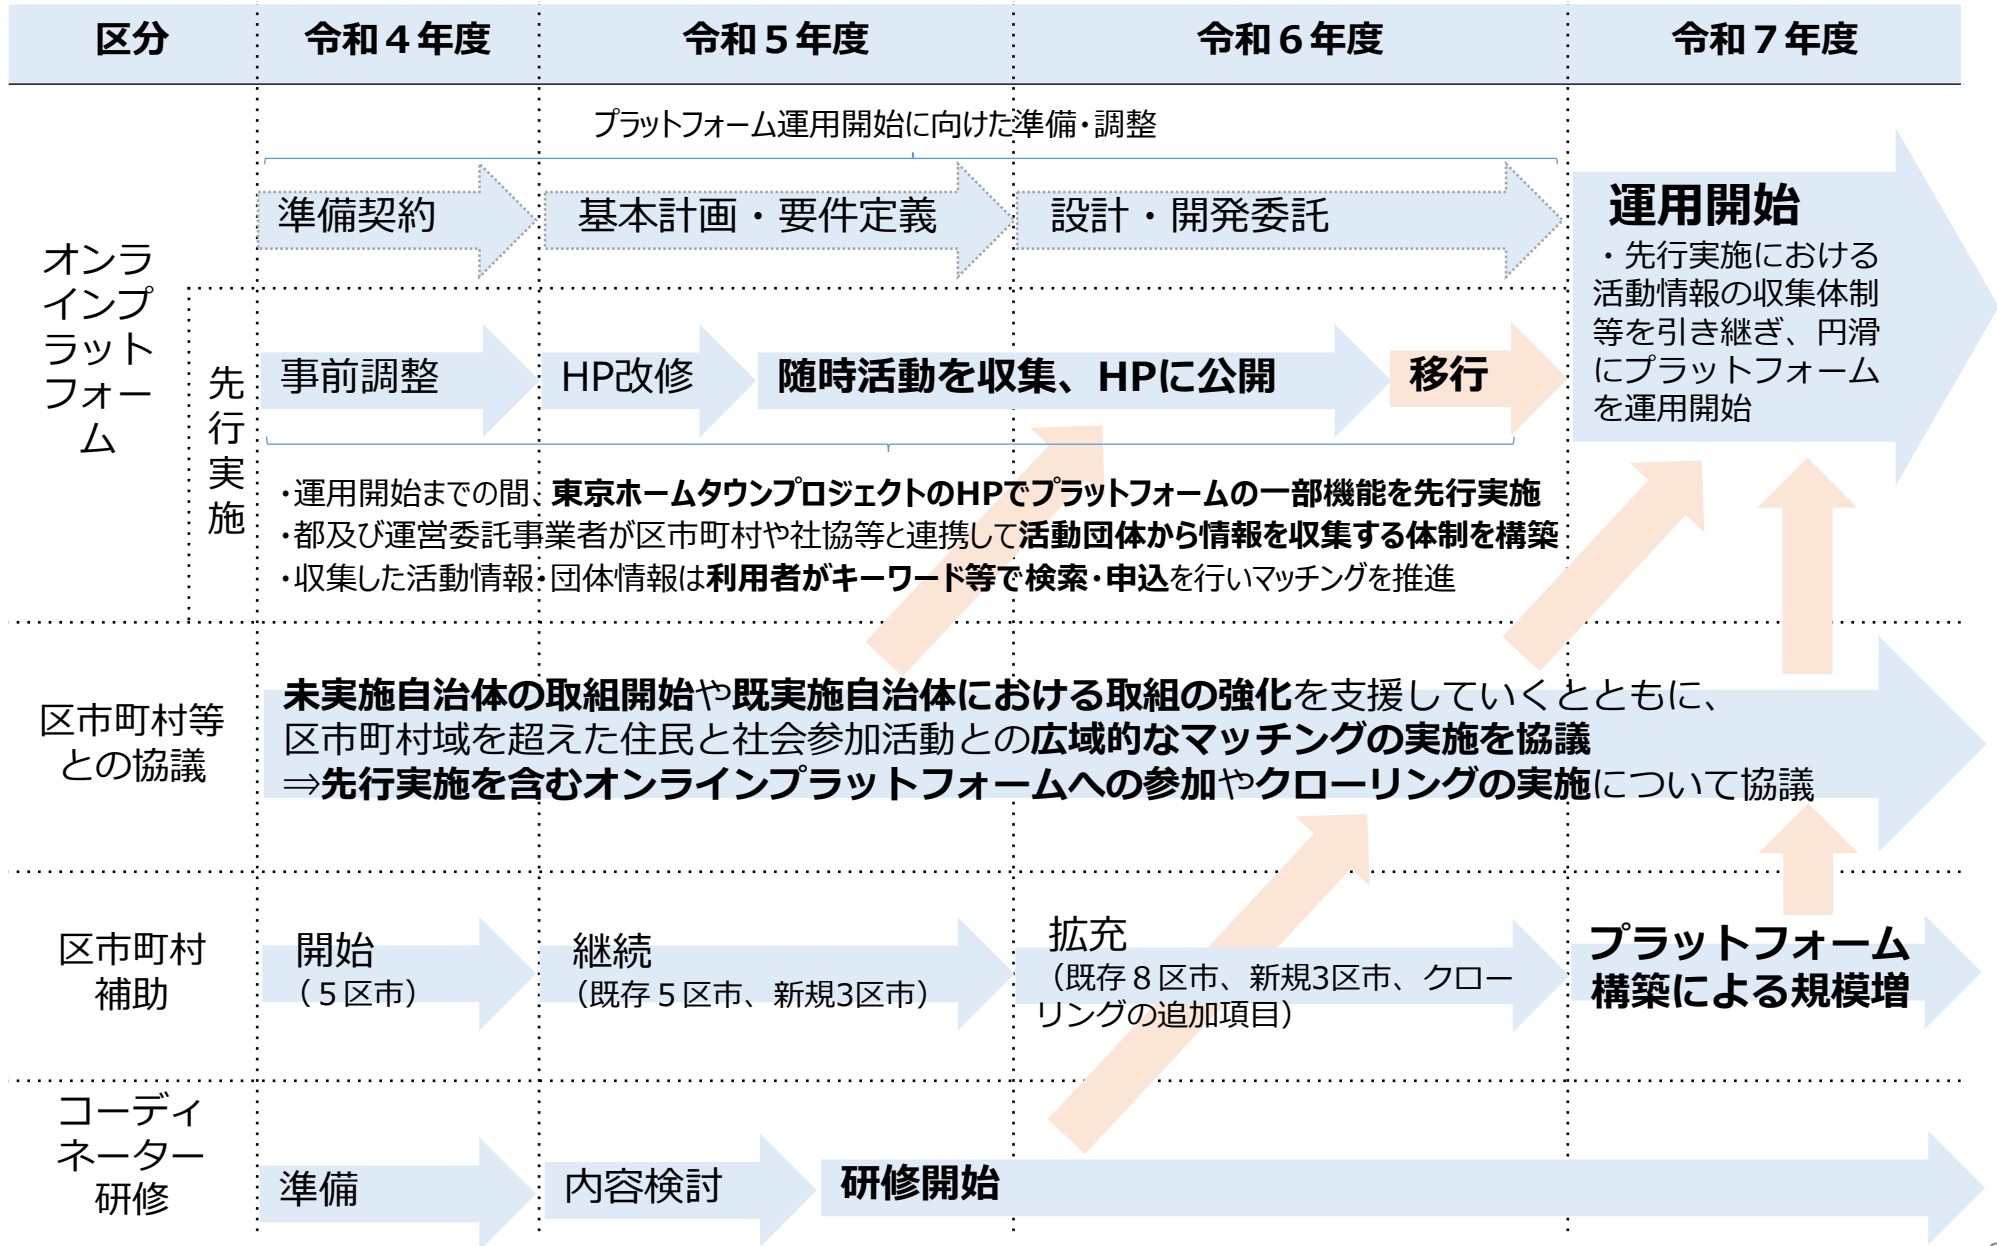 区分 令和４年度 令和５年度 令和６年度 令和７年度
プラットフォーム運用開始に向けた準備・調整
オンラ
インプ
ラット
フォー
ム
準備契約 基本計画・要件定義 設計・開発委託
運用開始
・先行実施における
活動情報の収集体制
等を引き継ぎ、円滑
にプラットフォーム
を運用開始
先
行
実
施
事前調整 HP改修 随時活動を収集、HPに公開 移行
・運用開始までの間、東京ホームタウンプロジェクトのHPでプラットフォームの一部機能を先行実施
・都及び運営委託事業者が区市町村や社協等と連携して活動団体から情報を収集する体制を構築
・収集した活動情報・団体情報は利用者がキーワード等で検索・申込を行いマッチングを推進
区市町村等
との協議
未実施自治体の取組開始や既実施自治体における取組の強化を支援していくとともに、
区市町村域を超えた住民と社会参加活動との広域的なマッチングの実施を協議
⇒先行実施を含むオンラインプラットフォームへの参加やクローリングの実施について協議
区市町村
補助
開始
（５区市）
継続
（既存５区市、新規3区市）
拡充
（既存８区市、新規3区市、クロー
リングの追加項目）
プラットフォーム
構築による規模増
コーディ
ネーター
研修
準備 内容検討 研修開始